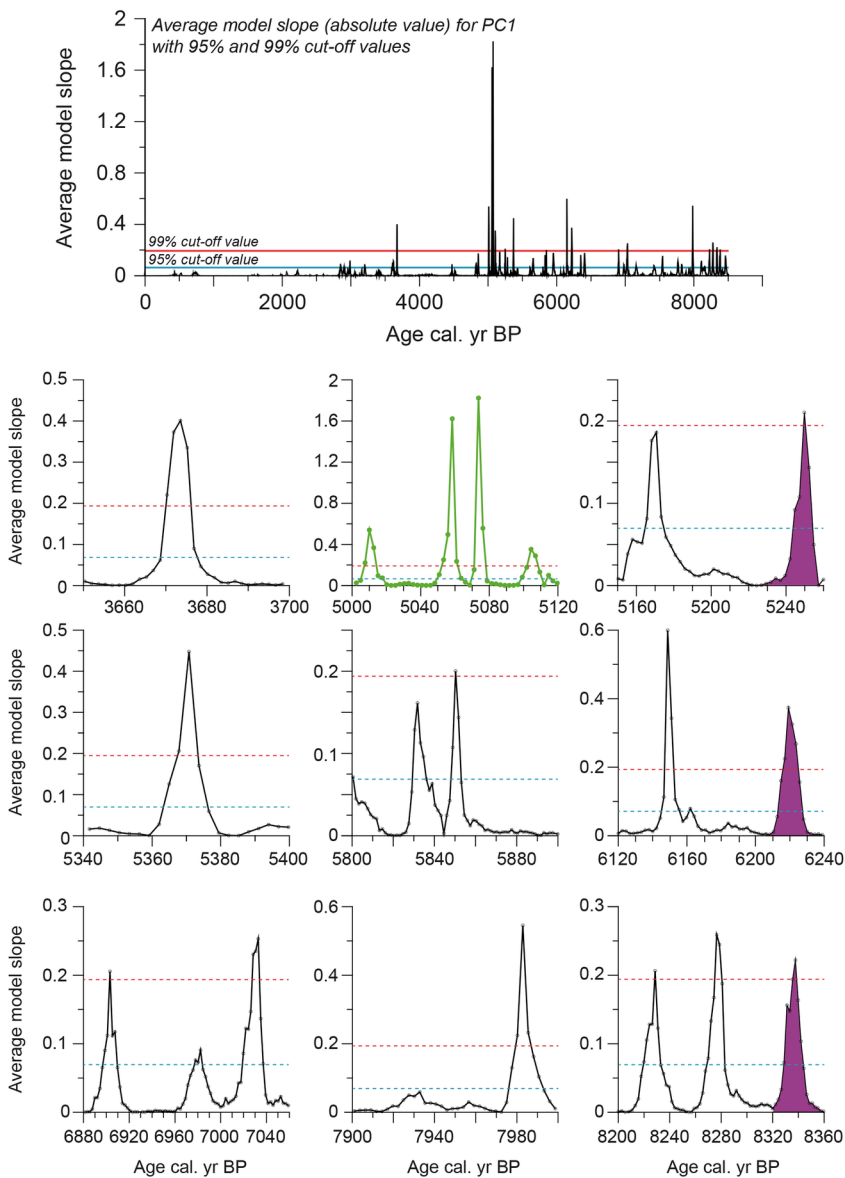 Average model slope (absolute value) for PC1
with 95% and 99% cut-off values
2
1.6
1.2
0.8
0.4
0
Average model slope
99% cut-off value
95% cut-off value
0 2000 4000 6000 8000
Age cal. yr BP
0.5
0.4
0.3
0.2
0.1
0
Average model slope
3660 3680 3700
2
1.6
1.2
0.8
0.4
0
5000 5040 5080 5120
0.2
0.1
0
5160 5200 5240
0.5
0.4
0.3
0.2
0.1
0
Average model slope
5340 5360 5380 5400
0.2
0.1
0
5800 5840 5880
0.6
0.4
0.2
0
6120 6160 6200 6240
0.3
0.2
0.1
0
Average model slope
6880 6920 6960 7000 7040
Age cal. yr BP
0.6
0.4
0.2
0
7900 7940 7980
Age cal. yr BP
0.3
0.2
0.1
0
8200 8240 8280 8320 8360
Age cal. yr BP